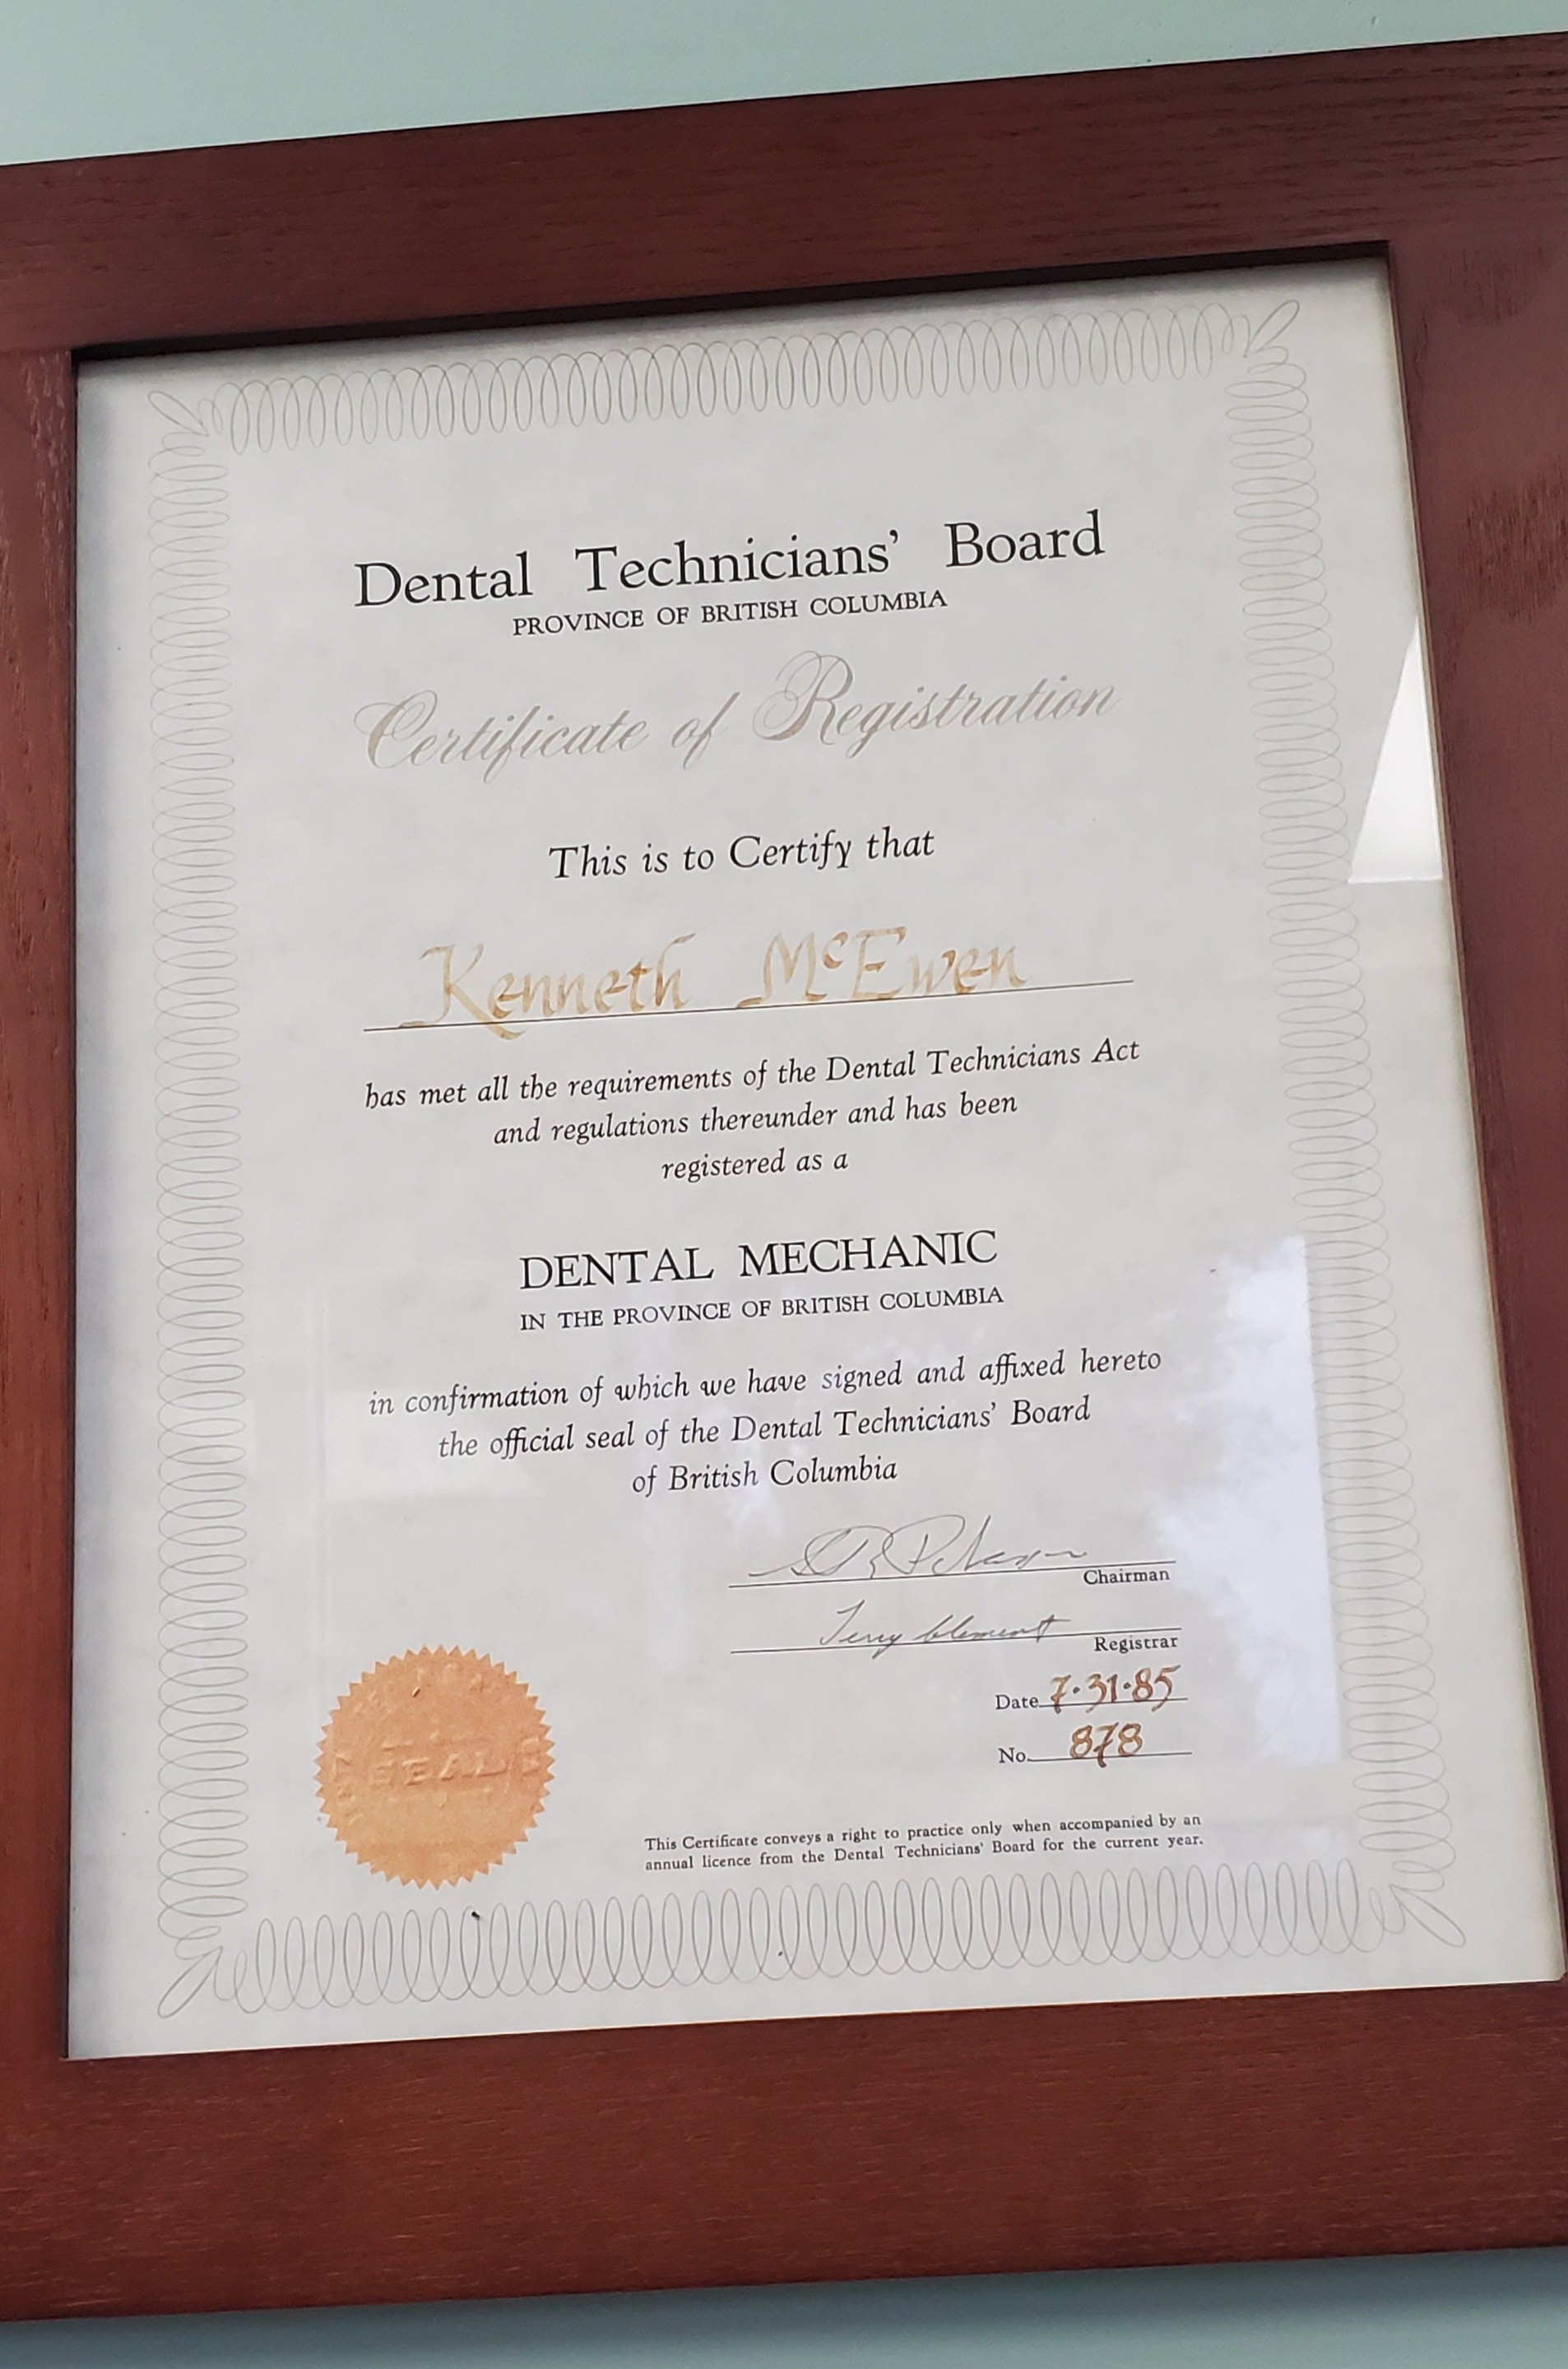 Dental Technicians' Board
PROVINCE OF BRITISH COLUMBIA
Certificate of Registration
This is to Certify that
Kenneth McEwen
has met all the requirements of the Dental Technicians Act
and regulations thereunder and has been
registered as a
DENTAL MECHANIC
IN THE PROVINCE OF BRITISH COLUMBIA
in confirmation of which we have signed and affixed hereto
the official seal of the Dental Technicians' Board
of British Columbia
Chairman
Terry Clement
Registrar
Date 7·31·85
No. 878
SEAL
This Certificate conveys a right to practice only when accompanied by an
annual licence from the Dental Technicians' Board for the current year.